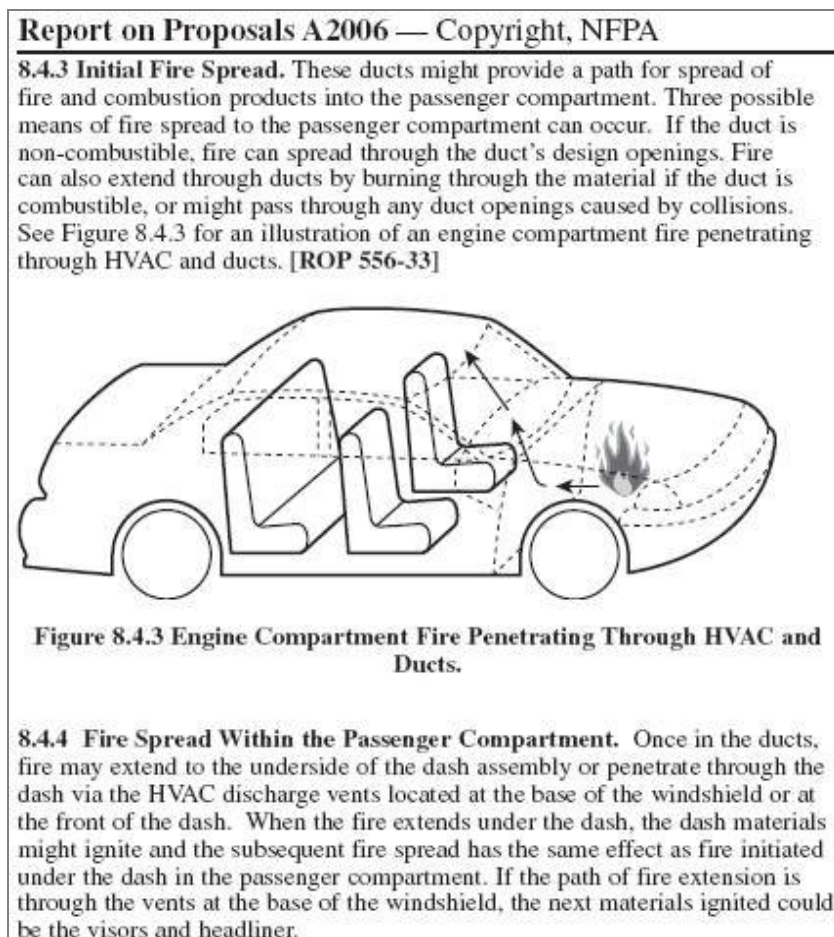 Report on Proposals A2006 — Copyright, NFPA
8.4.3 Initial Fire Spread. These ducts might provide a path for spread of
fire and combustion products into the passenger compartment. Three possible
means of fire spread to the passenger compartment can occur.  If the duct is
non-combustible, fire can spread through the duct’s design openings. Fire
can also extend through ducts by burning through the material if the duct is
combustible, or might pass through any duct openings caused by collisions.
See Figure 8.4.3 for an illustration of an engine compartment fire penetrating
through HVAC and ducts. [ROP 556-33]
Figure 8.4.3 Engine Compartment Fire Penetrating Through HVAC and
Ducts.
8.4.4  Fire Spread Within the Passenger Compartment.  Once in the ducts,
fire may extend to the underside of the dash assembly or penetrate through the
dash via the HVAC discharge vents located at the base of the windshield or at
the front of the dash.  When the fire extends under the dash, the dash materials
might ignite and the subsequent fire spread has the same effect as fire initiated
under the dash in the passenger compartment. If the path of fire extension is
through the vents at the base of the windshield, the next materials ignited could
be the visors and headliner.